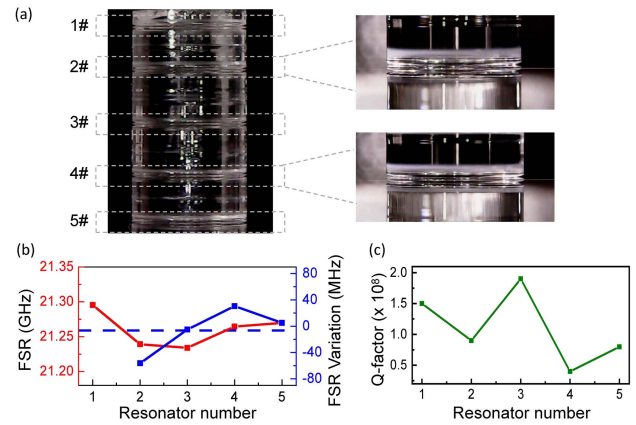 (a)
1#
2#
3#
4#
5#
(b)
FSR (GHz)
21.35
21.30
21.25
21.20
1 2 3 4 5
Resonator number
80
40
0
-40
-80
FSR Variation (MHz)
(c)
Q-factor (x 10⁸)
2.0
1.5
1.0
0.5
1 2 3 4 5
Resonator number